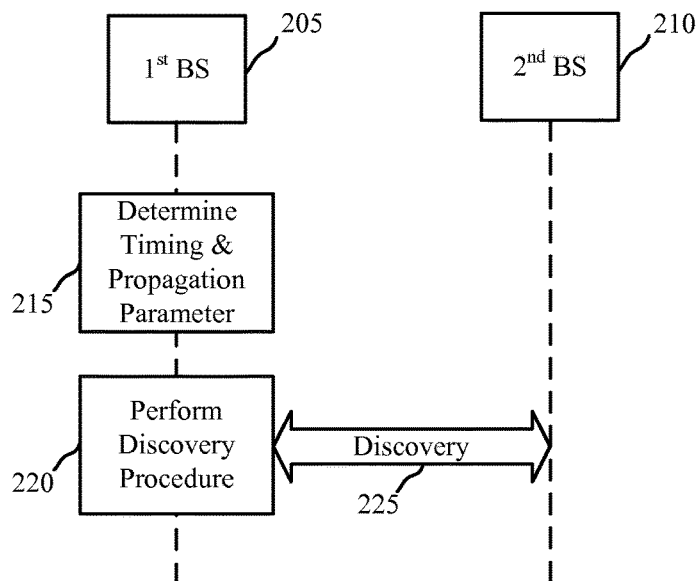 205
210
1st BS
2nd BS
Determine
Timing &
Propagation
Parameter
215
Perform
Discovery
Procedure
220
Discovery
225